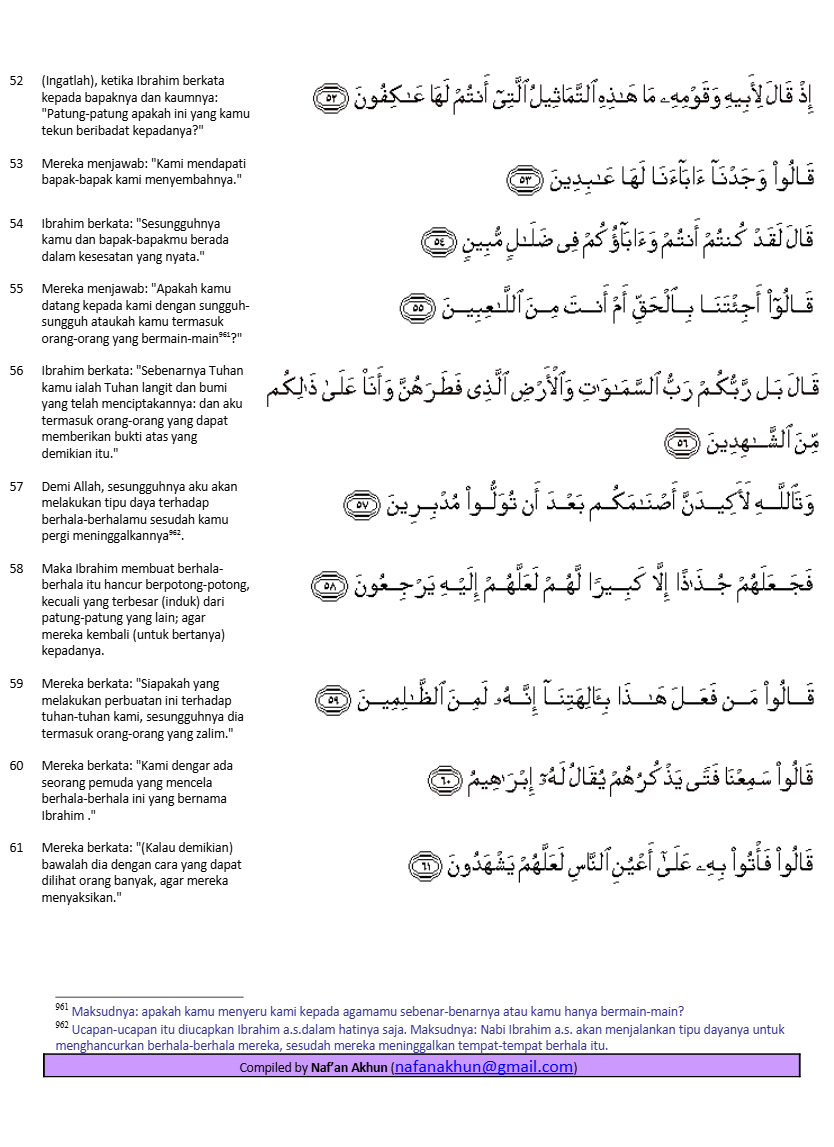 52 (Ingatlah), ketika Ibrahim berkata
kepada bapaknya dan kaumnya:
"Patung-patung apakah ini yang kamu
tekun beribadat kepadanya?"
إِذْ قَالَ لِأَبِيهِ وَقَوْمِهِۦ مَا هَـٰذِهِ ٱلتَّمَاثِيلُ ٱلَّتِىٓ أَنتُمْ لَهَا عَـٰكِفُونَ ٥٢
53 Mereka menjawab: "Kami mendapati
bapak-bapak kami menyembahnya."
قَالُوا۟ وَجَدْنَآ ءَابَآءَنَا لَهَا عَـٰبِدِينَ ٥٣
54 Ibrahim berkata: "Sesungguhnya
kamu dan bapak-bapakmu berada
dalam kesesatan yang nyata."
قَالَ لَقَدْ كُنتُمْ أَنتُمْ وَءَابَآؤُكُمْ فِى ضَلَـٰلٍ مُّبِينٍ ٥٤
55 Mereka menjawab: "Apakah kamu
datang kepada kami dengan sungguh-
sungguh ataukah kamu termasuk
orang-orang yang bermain-main⁹⁶¹?"
قَالُوٓا۟ أَجِئْتَنَا بِٱلْحَقِّ أَمْ أَنتَ مِنَ ٱللَّـٰعِبِينَ ٥٥
56 Ibrahim berkata: "Sebenarnya Tuhan
kamu ialah Tuhan langit dan bumi
yang telah menciptakannya: dan aku
termasuk orang-orang yang dapat
memberikan bukti atas yang
demikian itu."
قَالَ بَل رَّبُّكُمْ رَبُّ ٱلسَّمَـٰوَٰتِ وَٱلْأَرْضِ ٱلَّذِى فَطَرَهُنَّ وَأَنَا۠ عَلَىٰ ذَٰلِكُم
مِّنَ ٱلشَّـٰهِدِينَ ٥٦
57 Demi Allah, sesungguhnya aku akan
melakukan tipu daya terhadap
berhala-berhalamu sesudah kamu
pergi meninggalkannya⁹⁶².
وَتَٱللَّهِ لَأَكِيدَنَّ أَصْنَـٰمَكُم بَعْدَ أَن تُوَلُّوا۟ مُدْبِرِينَ ٥٧
58 Maka Ibrahim membuat berhala-
berhala itu hancur berpotong-potong,
kecuali yang terbesar (induk) dari
patung-patung yang lain; agar
mereka kembali (untuk bertanya)
kepadanya.
فَجَعَلَهُمْ جُذَٰذًا إِلَّا كَبِيرًا لَّهُمْ لَعَلَّهُمْ إِلَيْهِ يَرْجِعُونَ ٥٨
59 Mereka berkata: "Siapakah yang
melakukan perbuatan ini terhadap
tuhan-tuhan kami, sesungguhnya dia
termasuk orang-orang yang zalim."
قَالُوا۟ مَن فَعَلَ هَـٰذَا بِـَٔالِهَتِنَآ إِنَّهُۥ لَمِنَ ٱلظَّـٰلِمِينَ ٥٩
60 Mereka berkata: "Kami dengar ada
seorang pemuda yang mencela
berhala-berhala ini yang bernama
Ibrahim ."
قَالُوا۟ سَمِعْنَا فَتًى يَذْكُرُهُمْ يُقَالُ لَهُۥٓ إِبْرَٰهِيمُ ٦٠
61 Mereka berkata: "(Kalau demikian)
bawalah dia dengan cara yang dapat
dilihat orang banyak, agar mereka
menyaksikan."
قَالُوا۟ فَأْتُوا۟ بِهِۦ عَلَىٰٓ أَعْيُنِ ٱلنَّاسِ لَعَلَّهُمْ يَشْهَدُونَ ٦١
⁹⁶¹ Maksudnya: apakah kamu menyeru kami kepada agamamu sebenar-benarnya atau kamu hanya bermain-main?
⁹⁶² Ucapan-ucapan itu diucapkan Ibrahim a.s.dalam hatinya saja. Maksudnya: Nabi Ibrahim a.s. akan menjalankan tipu dayanya untuk
menghancurkan berhala-berhala mereka, sesudah mereka meninggalkan tempat-tempat berhala itu.
Compiled by Naf'an Akhun (nafanakhun@gmail.com)